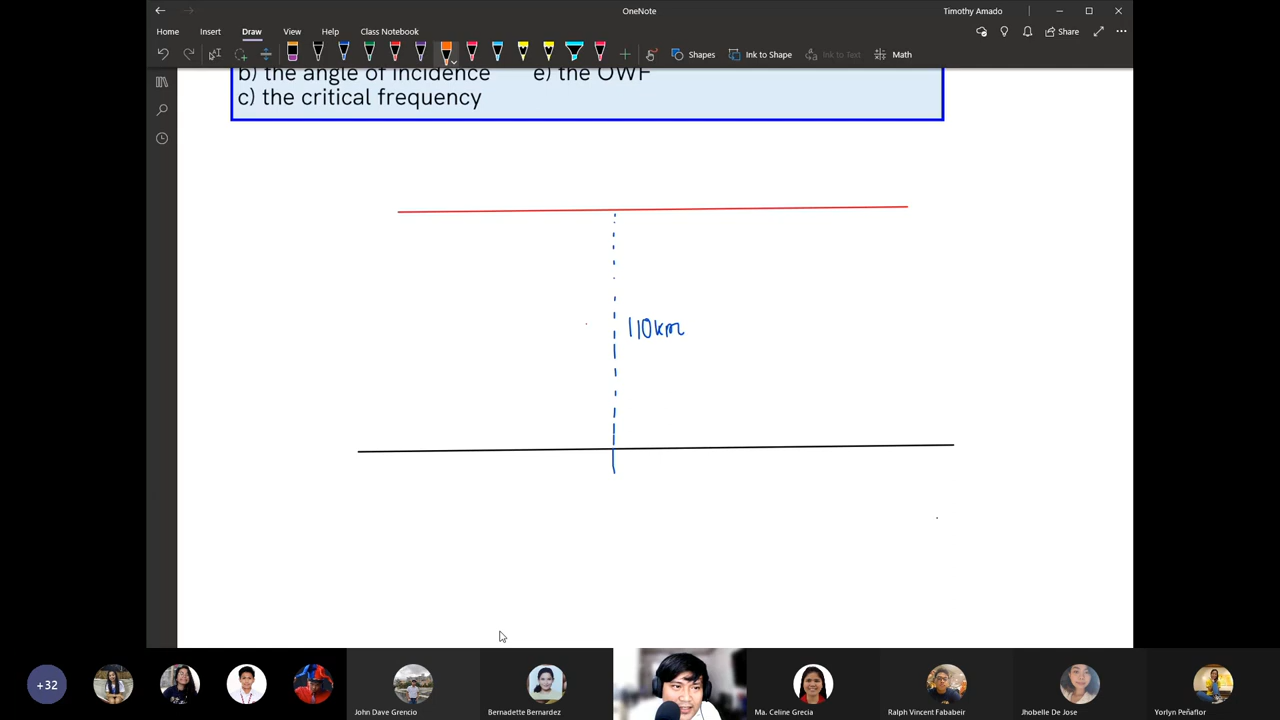 OneNote
Timothy Amado
Home Insert Draw View Help Class Notebook
Share
Shapes Ink to Shape Ink to Text Math
b) the angle of incidence e) the OWF
c) the critical frequency
110km
+32
John Dave Grencio
Bernadette Bernardez
Ma. Celine Grecia
Ralph Vincent Fababeir
Jhobelle De Jose
Yorlyn Peñaflor